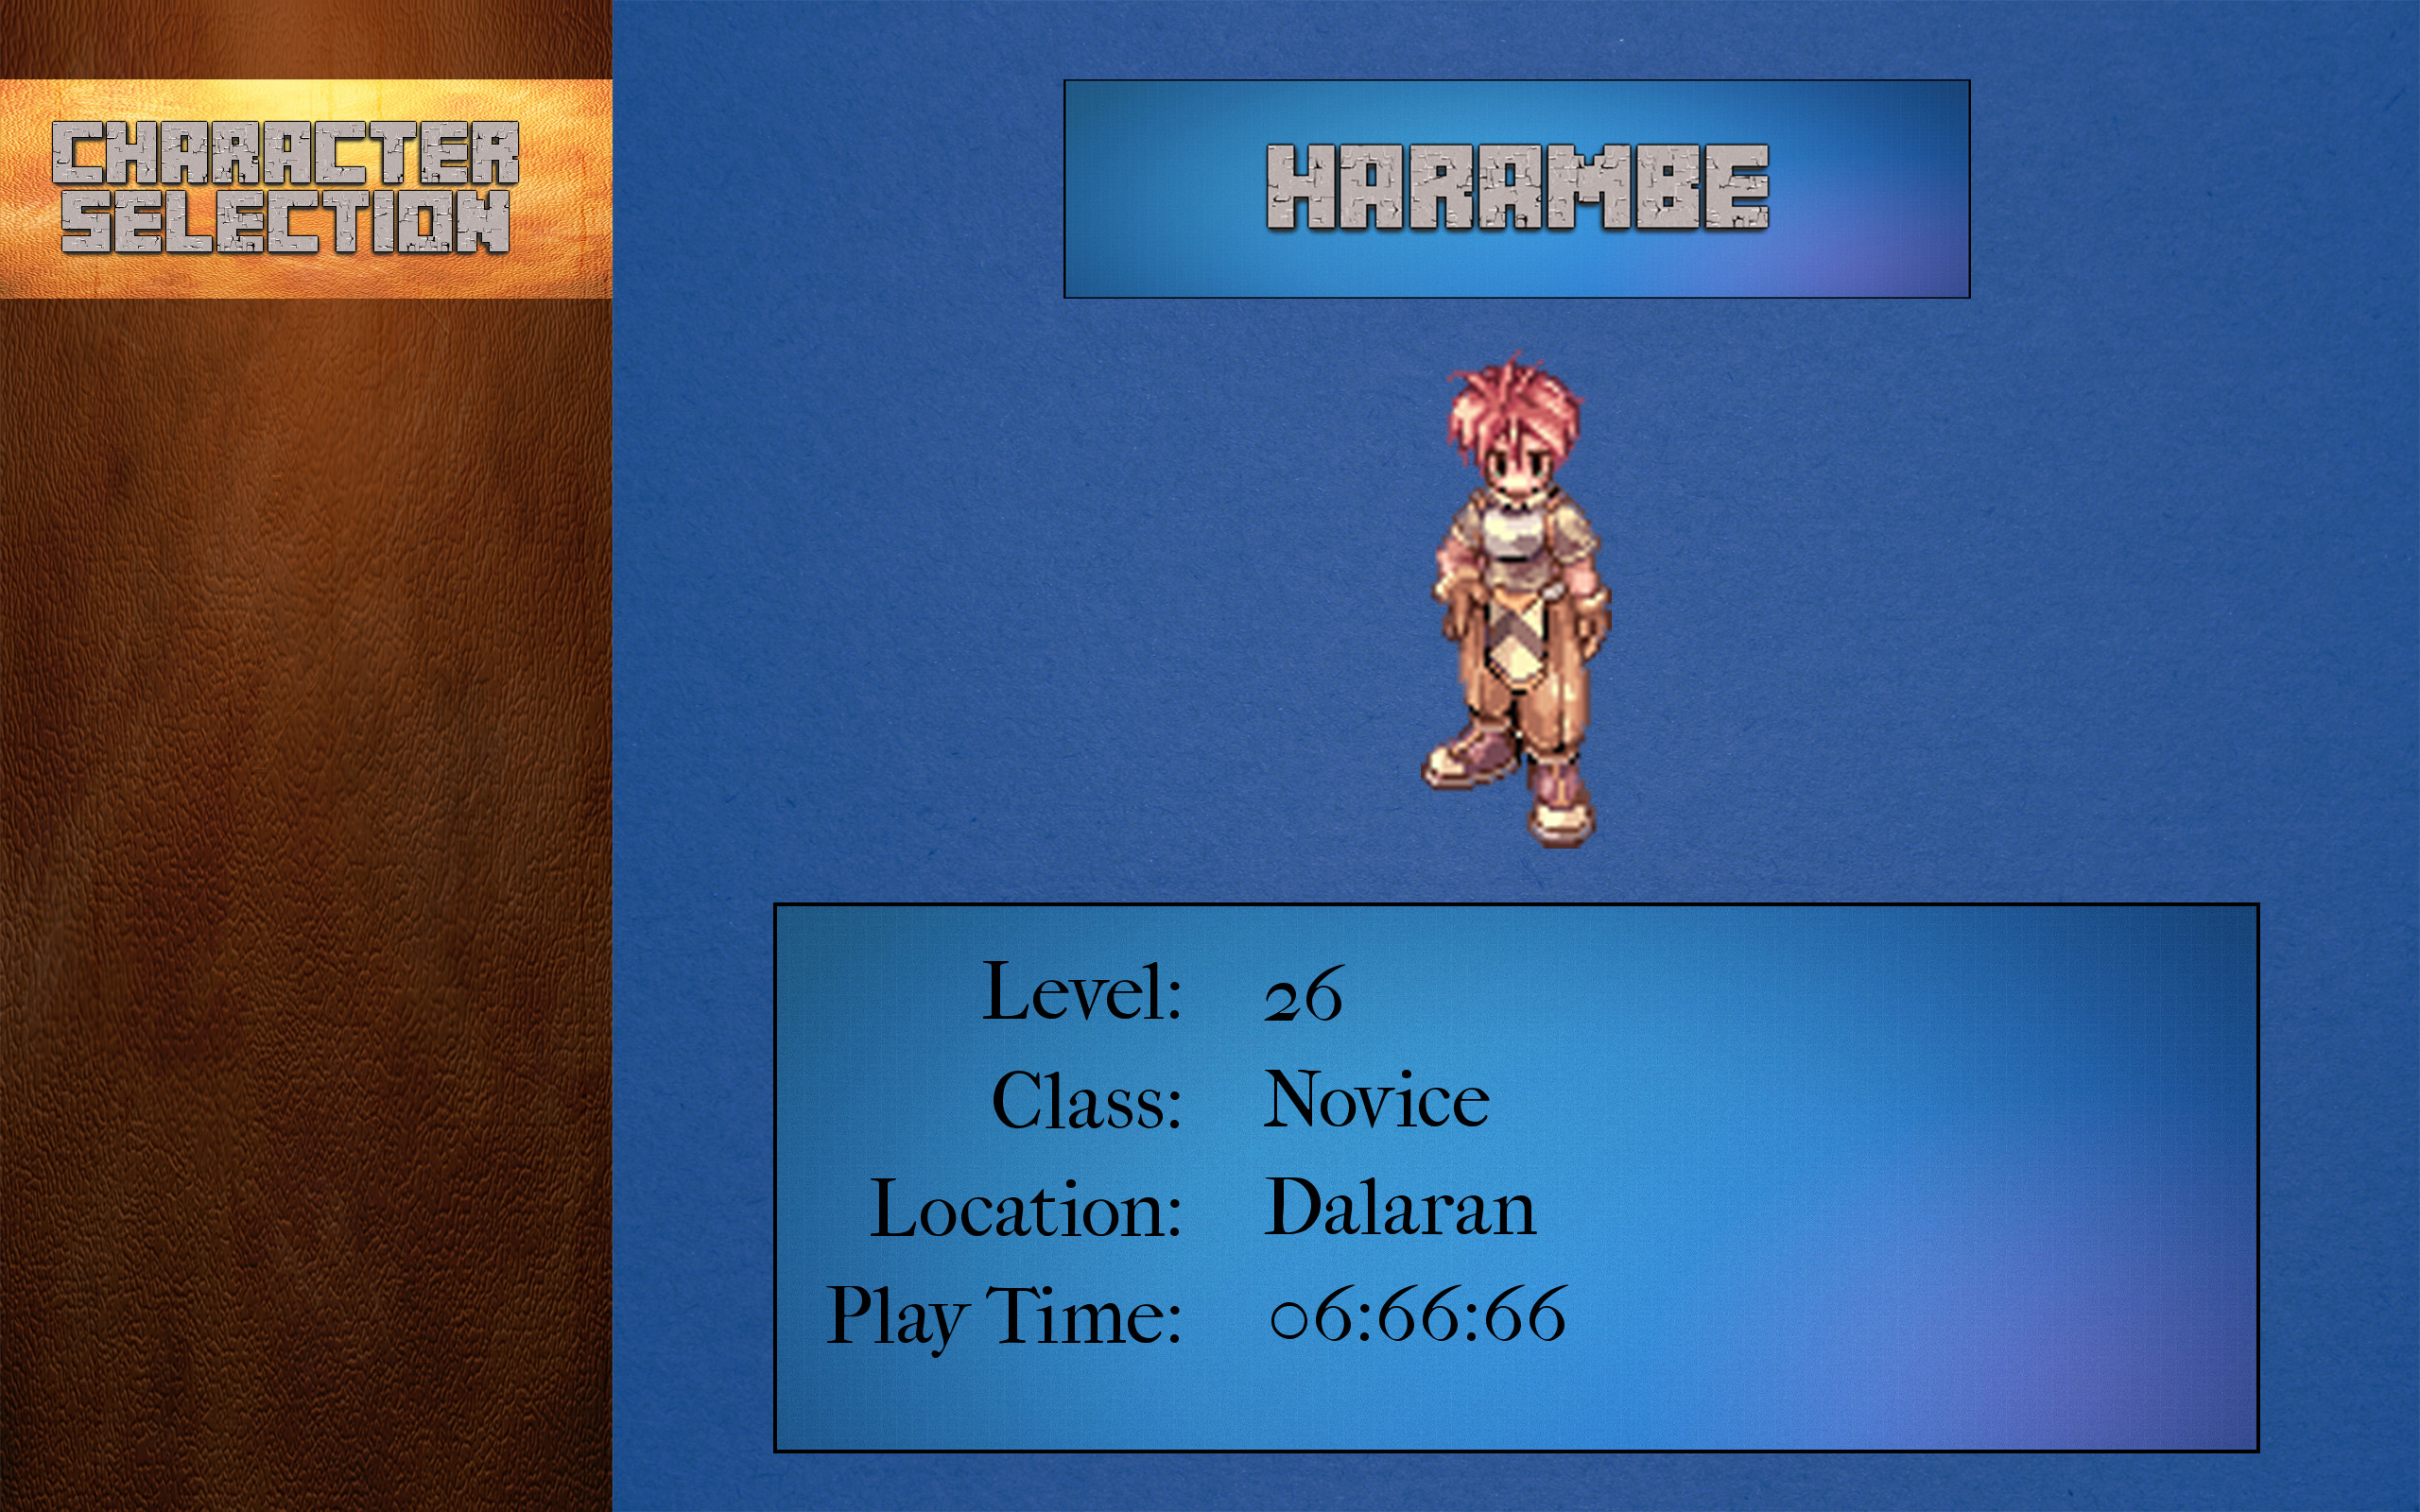 CHARACTER
SELECTION
HARAMBE
Level: 26
Class: Novice
Location: Dalaran
Play Time: 06:66:66